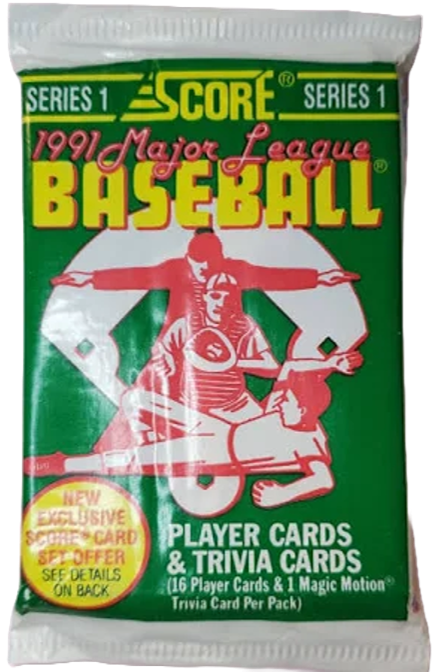 SERIES 1 SCORE® SERIES 1
1991 Major League
BASEBALL®
NEW
EXCLUSIVE
SCORE® CARD
SET OFFER
SEE DETAILS
ON BACK
PLAYER CARDS
& TRIVIA CARDS
(16 Player Cards & 1 Magic Motion®
Trivia Card Per Pack)